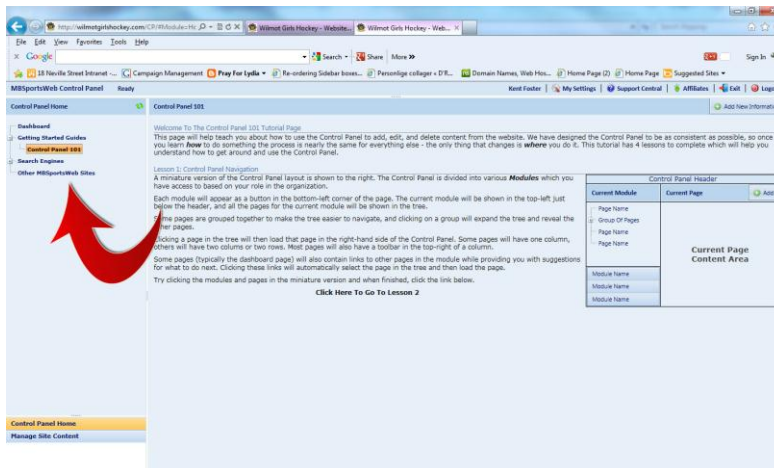 http://wilmotgirlshockey.com/CP/#Module=Hc
Wilmot Girls Hockey - Website...
Wilmot Girls Hockey - Web...
File Edit View Favorites Tools Help
x Google
Search
Share
More »
Sign In
18 Neville Street Intranet -...
Campaign Management
Pray For Lydia
Re-ordering Sidebar boxes...
Personlige collager « D'R...
Domain Names, Web Hos...
Home Page (2)
Home Page
Suggested Sites
MBSportsWeb Control Panel
Ready
Kent Foster | My Settings | Support Central | Affiliates | Exit |
Control Panel Home
Control Panel 101
Add New Informati
Dashboard
Getting Started Guides
Control Panel 101
Search Engines
Other MBSportsWeb Sites
Welcome To The Control Panel 101 Tutorial Page
This page will help teach you about how to use the Control Panel to add, edit, and delete content from the website. We have designed the Control Panel to be as consistent as possible, so once
you learn how to do something the process is nearly the same for everything else - the only thing that changes is where you do it. This tutorial has 4 lessons to complete which will help you
understand how to get around and use the Control Panel.
Lesson 1: Control Panel Navigation
A miniature version of the Control Panel layout is shown to the right. The Control Panel is divided into various Modules which you
have access to based on your role in the organization.
Each module will appear as a button in the bottom-left corner of the page. The current module will be shown in the top-left just
below the header, and all the pages for the current module will be shown in the tree.
pages are grouped together to make the tree easier to navigate, and clicking on a group will expand the tree and reveal the
other pages.
Clicking a page in the tree will then load that page in the right-hand side of the Control Panel. Some pages will have one column,
others will have two colums or two rows. Most pages will also have a toolbar in the top-right of a column.
Some pages (typically the dashboard page) will also contain links to other pages in the module while providing you with suggestions
for what to do next. Clicking these links will automatically select the page in the tree and then load the page.
Try clicking the modules and pages in the miniature version and when finished, click the link below.
Click Here To Go To Lesson 2
Control Panel Header
Current Module
Current Page
Add
Page Name
Group Of Pages
Page Name
Page Name
Current Page
Content Area
Module Name
Module Name
Module Name
Control Panel Home
Manage Site Content